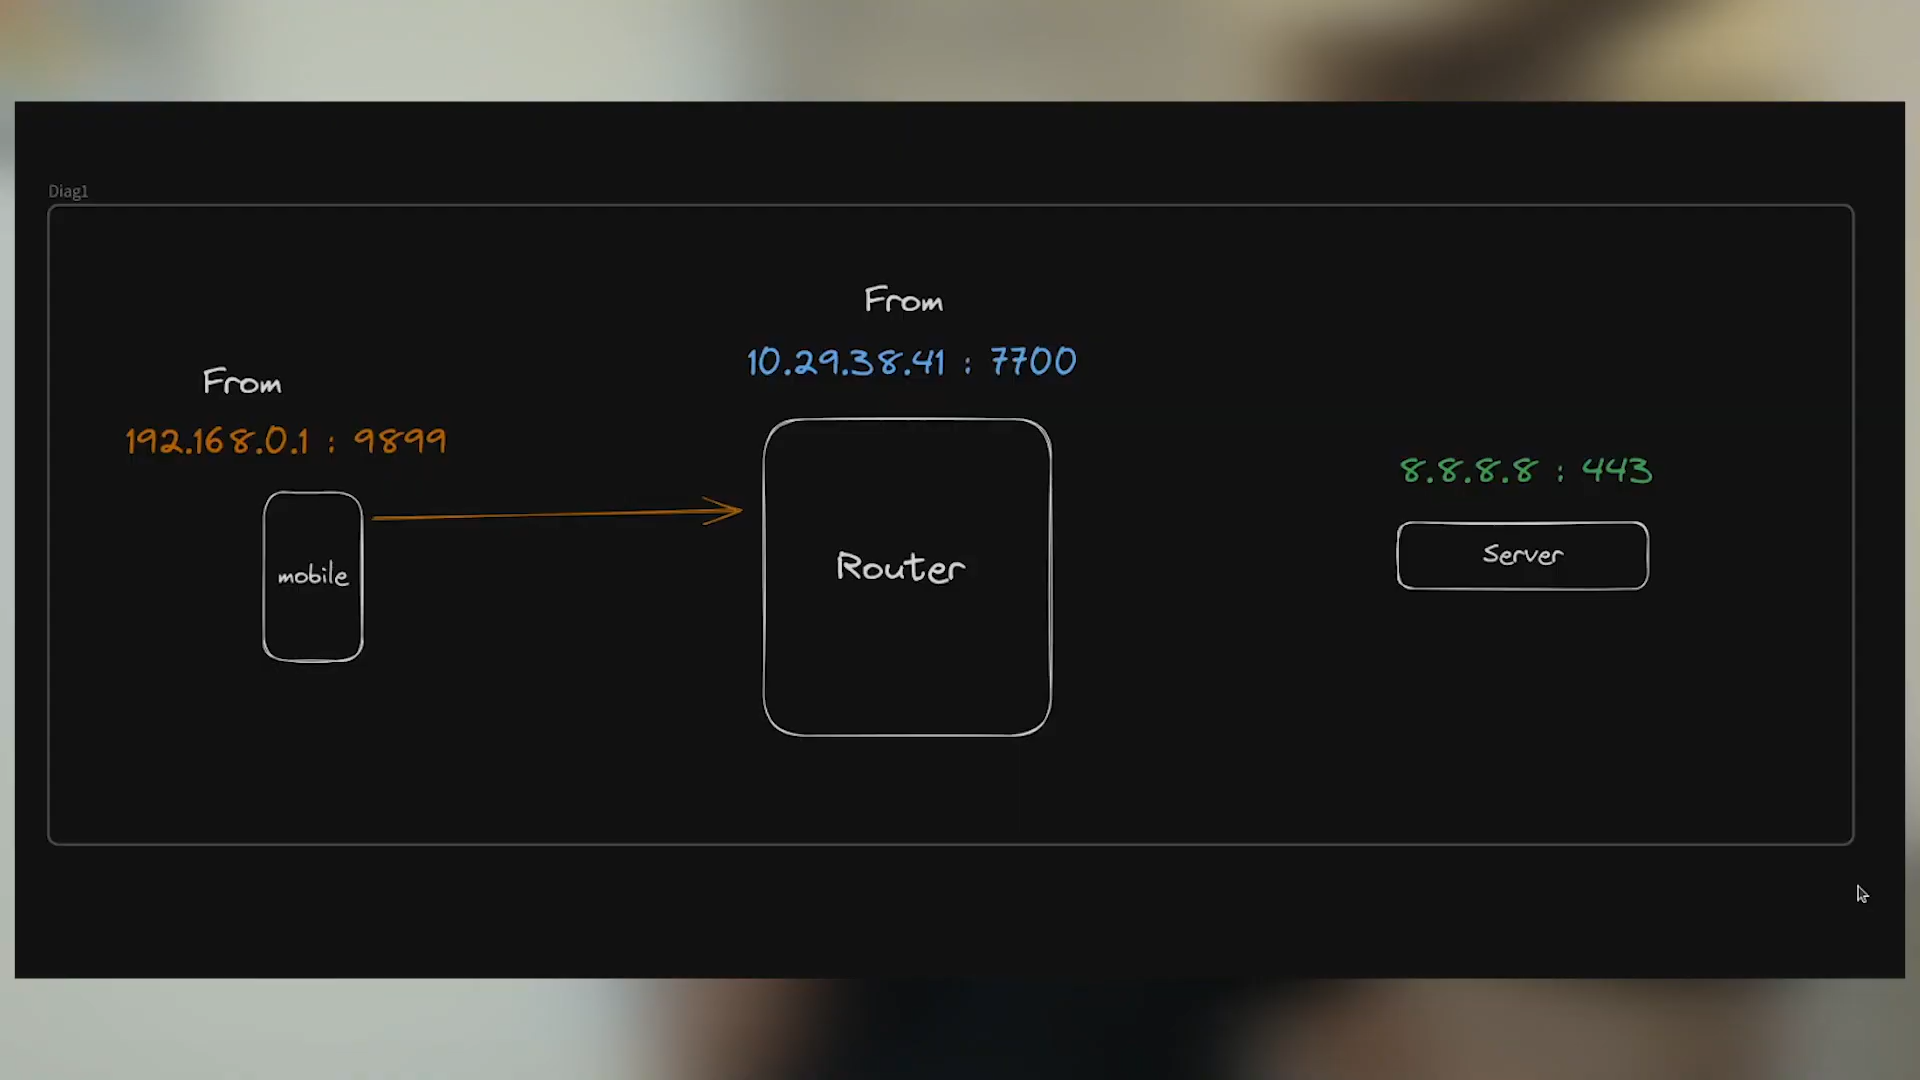 Diag1
From
10.29.38.41 : 7700
From
192.168.0.1 : 9899
8.8.8.8 : 443
mobile
Router
Server